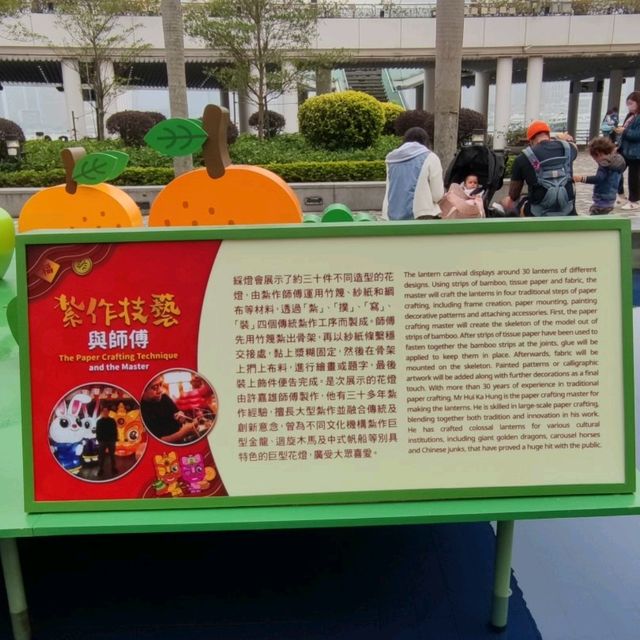 紮作技藝
與師傅
The Paper Crafting Technique
and the Master
綵燈會展示了約三十件不同造型的花
燈，由紮作師傅運用竹篾、紗紙和綢
布等材料，透過「紮」、「撲」、「寫」、
「裝」四個傳統紮作工序而製成。師傅
先用竹篾紮出骨架，再以紗紙條繫穩
交接處，黏上漿糊固定，然後在骨架
上捫上布料，進行繪畫或題字，最後
裝上飾件便告完成。是次展示的花燈
由許嘉雄師傅製作，他有三十多年紮
作經驗，擅長大型紮作並融合傳統及
創新意念，曾為不同文化機構紮作巨
型金龍、迴旋木馬及中式帆船等別具
特色的巨型花燈，廣受大眾喜愛。
The lantern carnival displays around 30 lanterns of different
designs. Using strips of bamboo, tissue paper and fabric, the
master will craft the lanterns in four traditional steps of paper
crafting, including frame creation, paper mounting, painting
decorative patterns and attaching accessories. First, the paper
crafting master will create the skeleton of the model out of
strips of bamboo. After strips of tissue paper have been used to
fasten together the bamboo strips at the joints, glue will be
applied to keep them in place. Afterwards, fabric will be
mounted on the skeleton. Painted patterns or calligraphic
artwork will be added along with further decorations as a final
touch. With more than 30 years of experience in traditional
paper crafting, Mr Hui Ka Hung is the paper crafting master for
making the lanterns. He is skilled in large-scale paper crafting,
blending together both tradition and innovation in his work.
He has crafted colossal lanterns for various cultural
institutions, including giant golden dragons, carousel horses
and Chinese junks, that have proved a huge hit with the public.